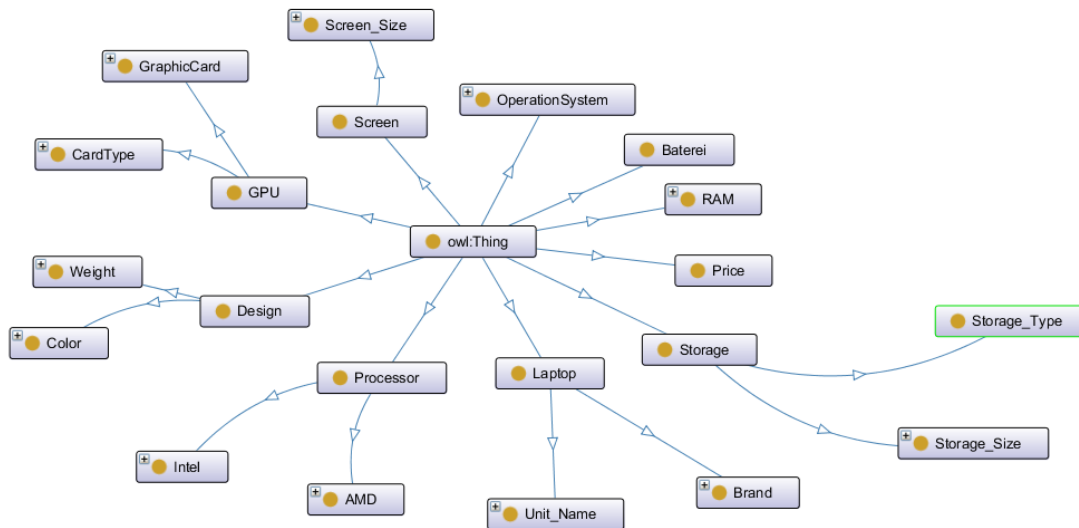 Screen_Size
GraphicCard
OperationSystem
Screen
Baterei
CardType
GPU
RAM
owl:Thing
Weight
Price
Design
Storage_Type
Color
Storage
Processor
Laptop
Storage_Size
Intel
AMD
Brand
Unit_Name